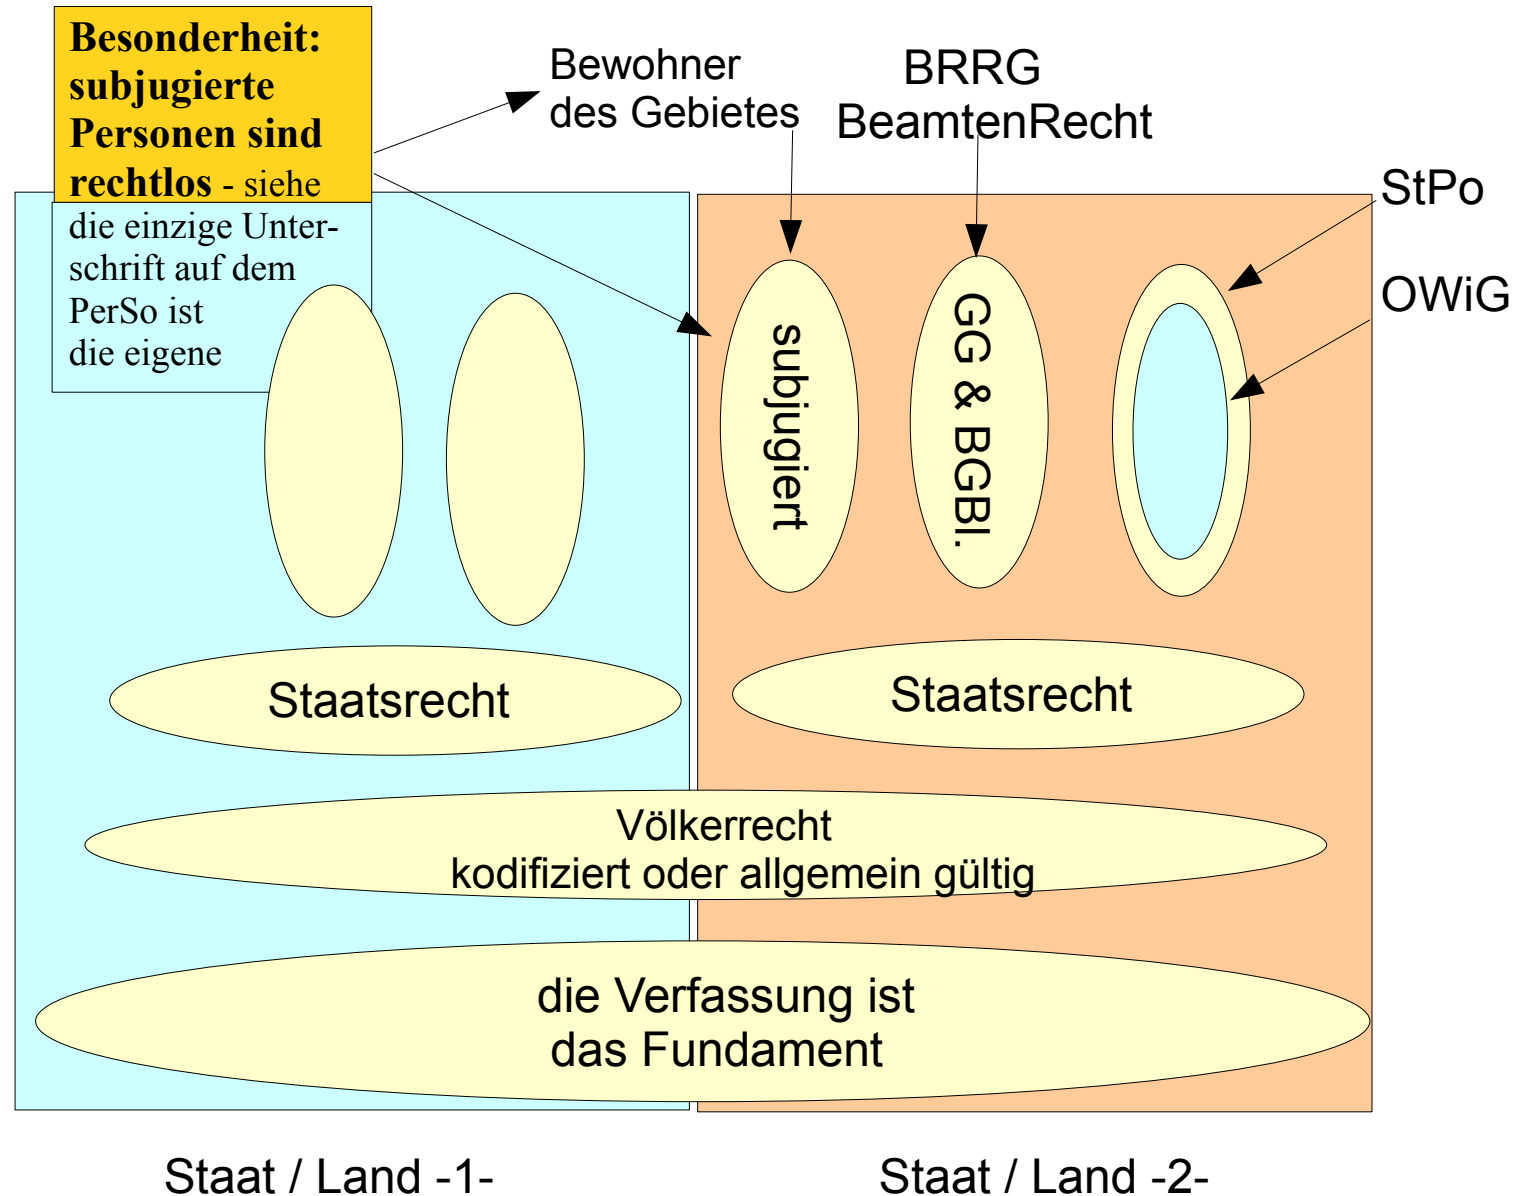 Besonderheit:
subjugierte
Personen sind
rechtlos - siehe
die einzige Unter-
schrift auf dem
PerSo ist
die eigene
Bewohner
des Gebietes
BRRG
BeamtenRecht
StPo
OWiG
subjugiert
GG & BGBl.
Staatsrecht
Staatsrecht
Völkerrecht
kodifiziert oder allgemein gültig
die Verfassung ist
das Fundament
Staat / Land -1-
Staat / Land -2-